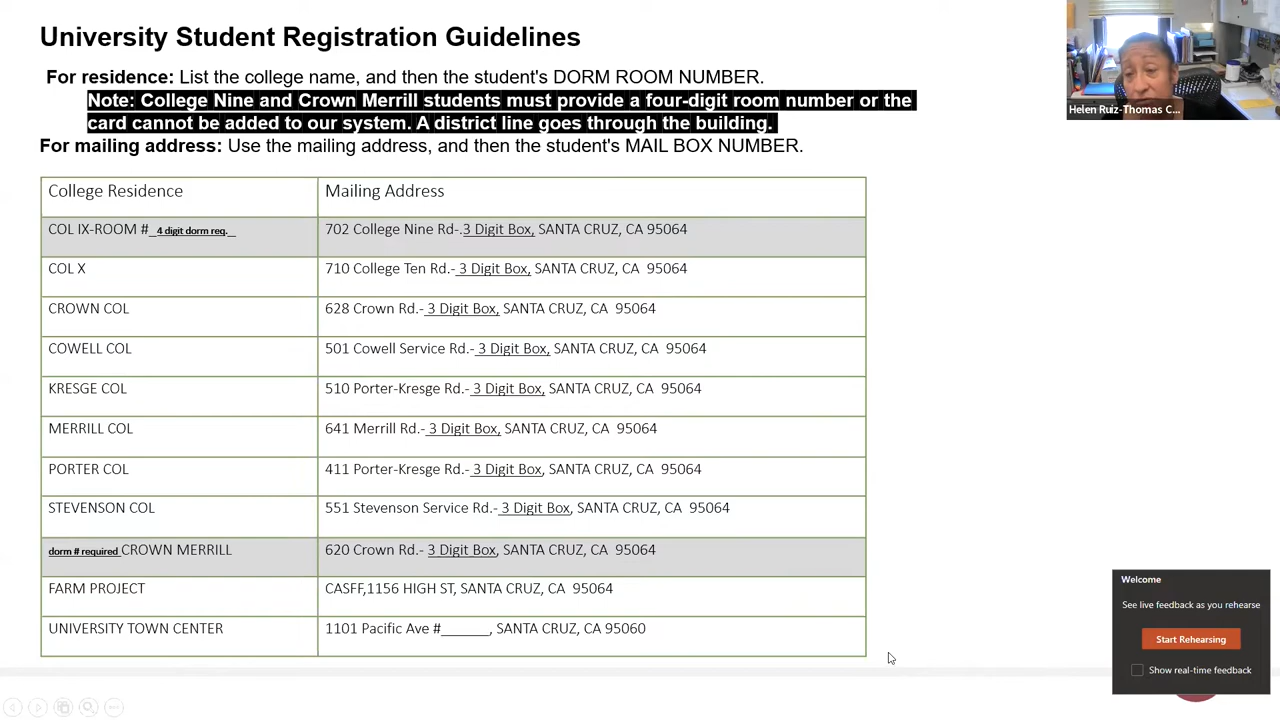 University Student Registration Guidelines
For residence: List the college name, and then the student's DORM ROOM NUMBER.
Note: College Nine and Crown Merrill students must provide a four-digit room number or the
card cannot be added to our system. A district line goes through the building.
For mailing address: Use the mailing address, and then the student's MAIL BOX NUMBER.
College Residence Mailing Address
COL IX-ROOM #_4 digit dorm req._ 702 College Nine Rd-.3 Digit Box, SANTA CRUZ, CA 95064
COL X 710 College Ten Rd.- 3 Digit Box, SANTA CRUZ, CA 95064
CROWN COL 628 Crown Rd.- 3 Digit Box, SANTA CRUZ, CA 95064
COWELL COL 501 Cowell Service Rd.- 3 Digit Box, SANTA CRUZ, CA 95064
KRESGE COL 510 Porter-Kresge Rd.- 3 Digit Box, SANTA CRUZ, CA 95064
MERRILL COL 641 Merrill Rd.- 3 Digit Box, SANTA CRUZ, CA 95064
PORTER COL 411 Porter-Kresge Rd.- 3 Digit Box, SANTA CRUZ, CA 95064
STEVENSON COL 551 Stevenson Service Rd.- 3 Digit Box, SANTA CRUZ, CA 95064
dorm # required CROWN MERRILL 620 Crown Rd.- 3 Digit Box, SANTA CRUZ, CA 95064
FARM PROJECT CASFF,1156 HIGH ST, SANTA CRUZ, CA 95064
UNIVERSITY TOWN CENTER 1101 Pacific Ave #______, SANTA CRUZ, CA 95060
Helen Ruiz-Thomas C...
Welcome
See live feedback as you rehearse
Start Rehearsing
Show real-time feedback